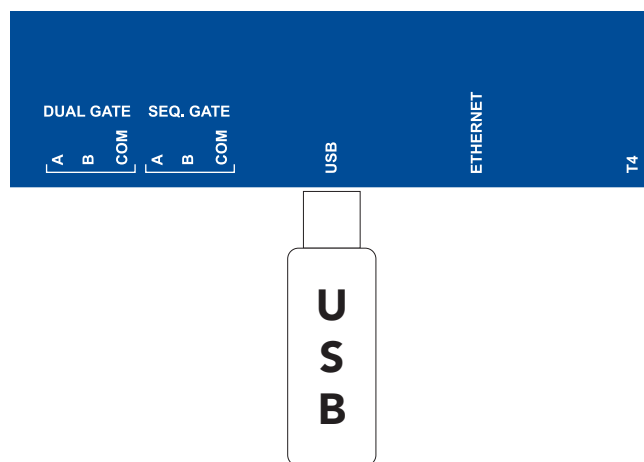 DUAL GATE SEQ. GATE
A B COM A B COM USB ETHERNET T4
U
S
B